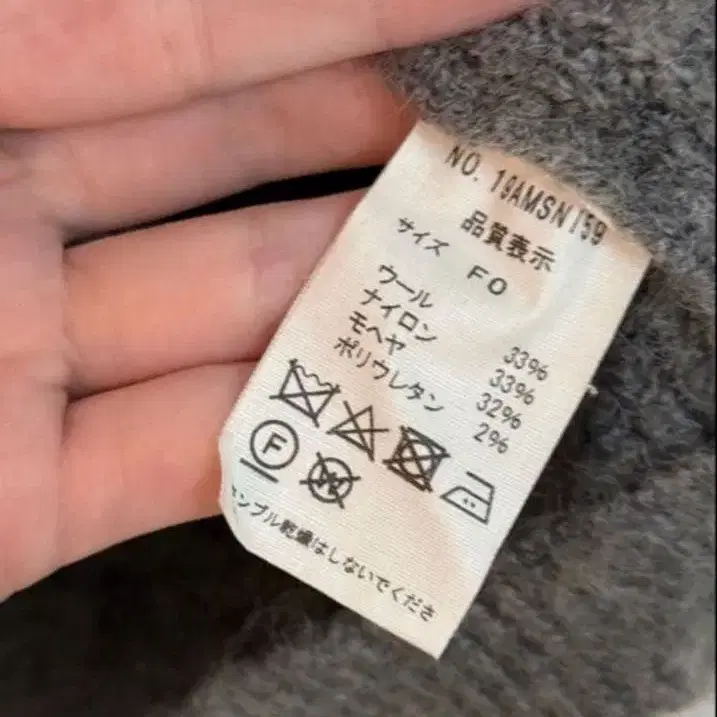 NO. 19AMSN159
品質表示
サイズ FO
ウール 33%
ナイロン 33%
モヘヤ 32%
ポリウレタン 2%
F W
ンブル乾燥はしないでくださ